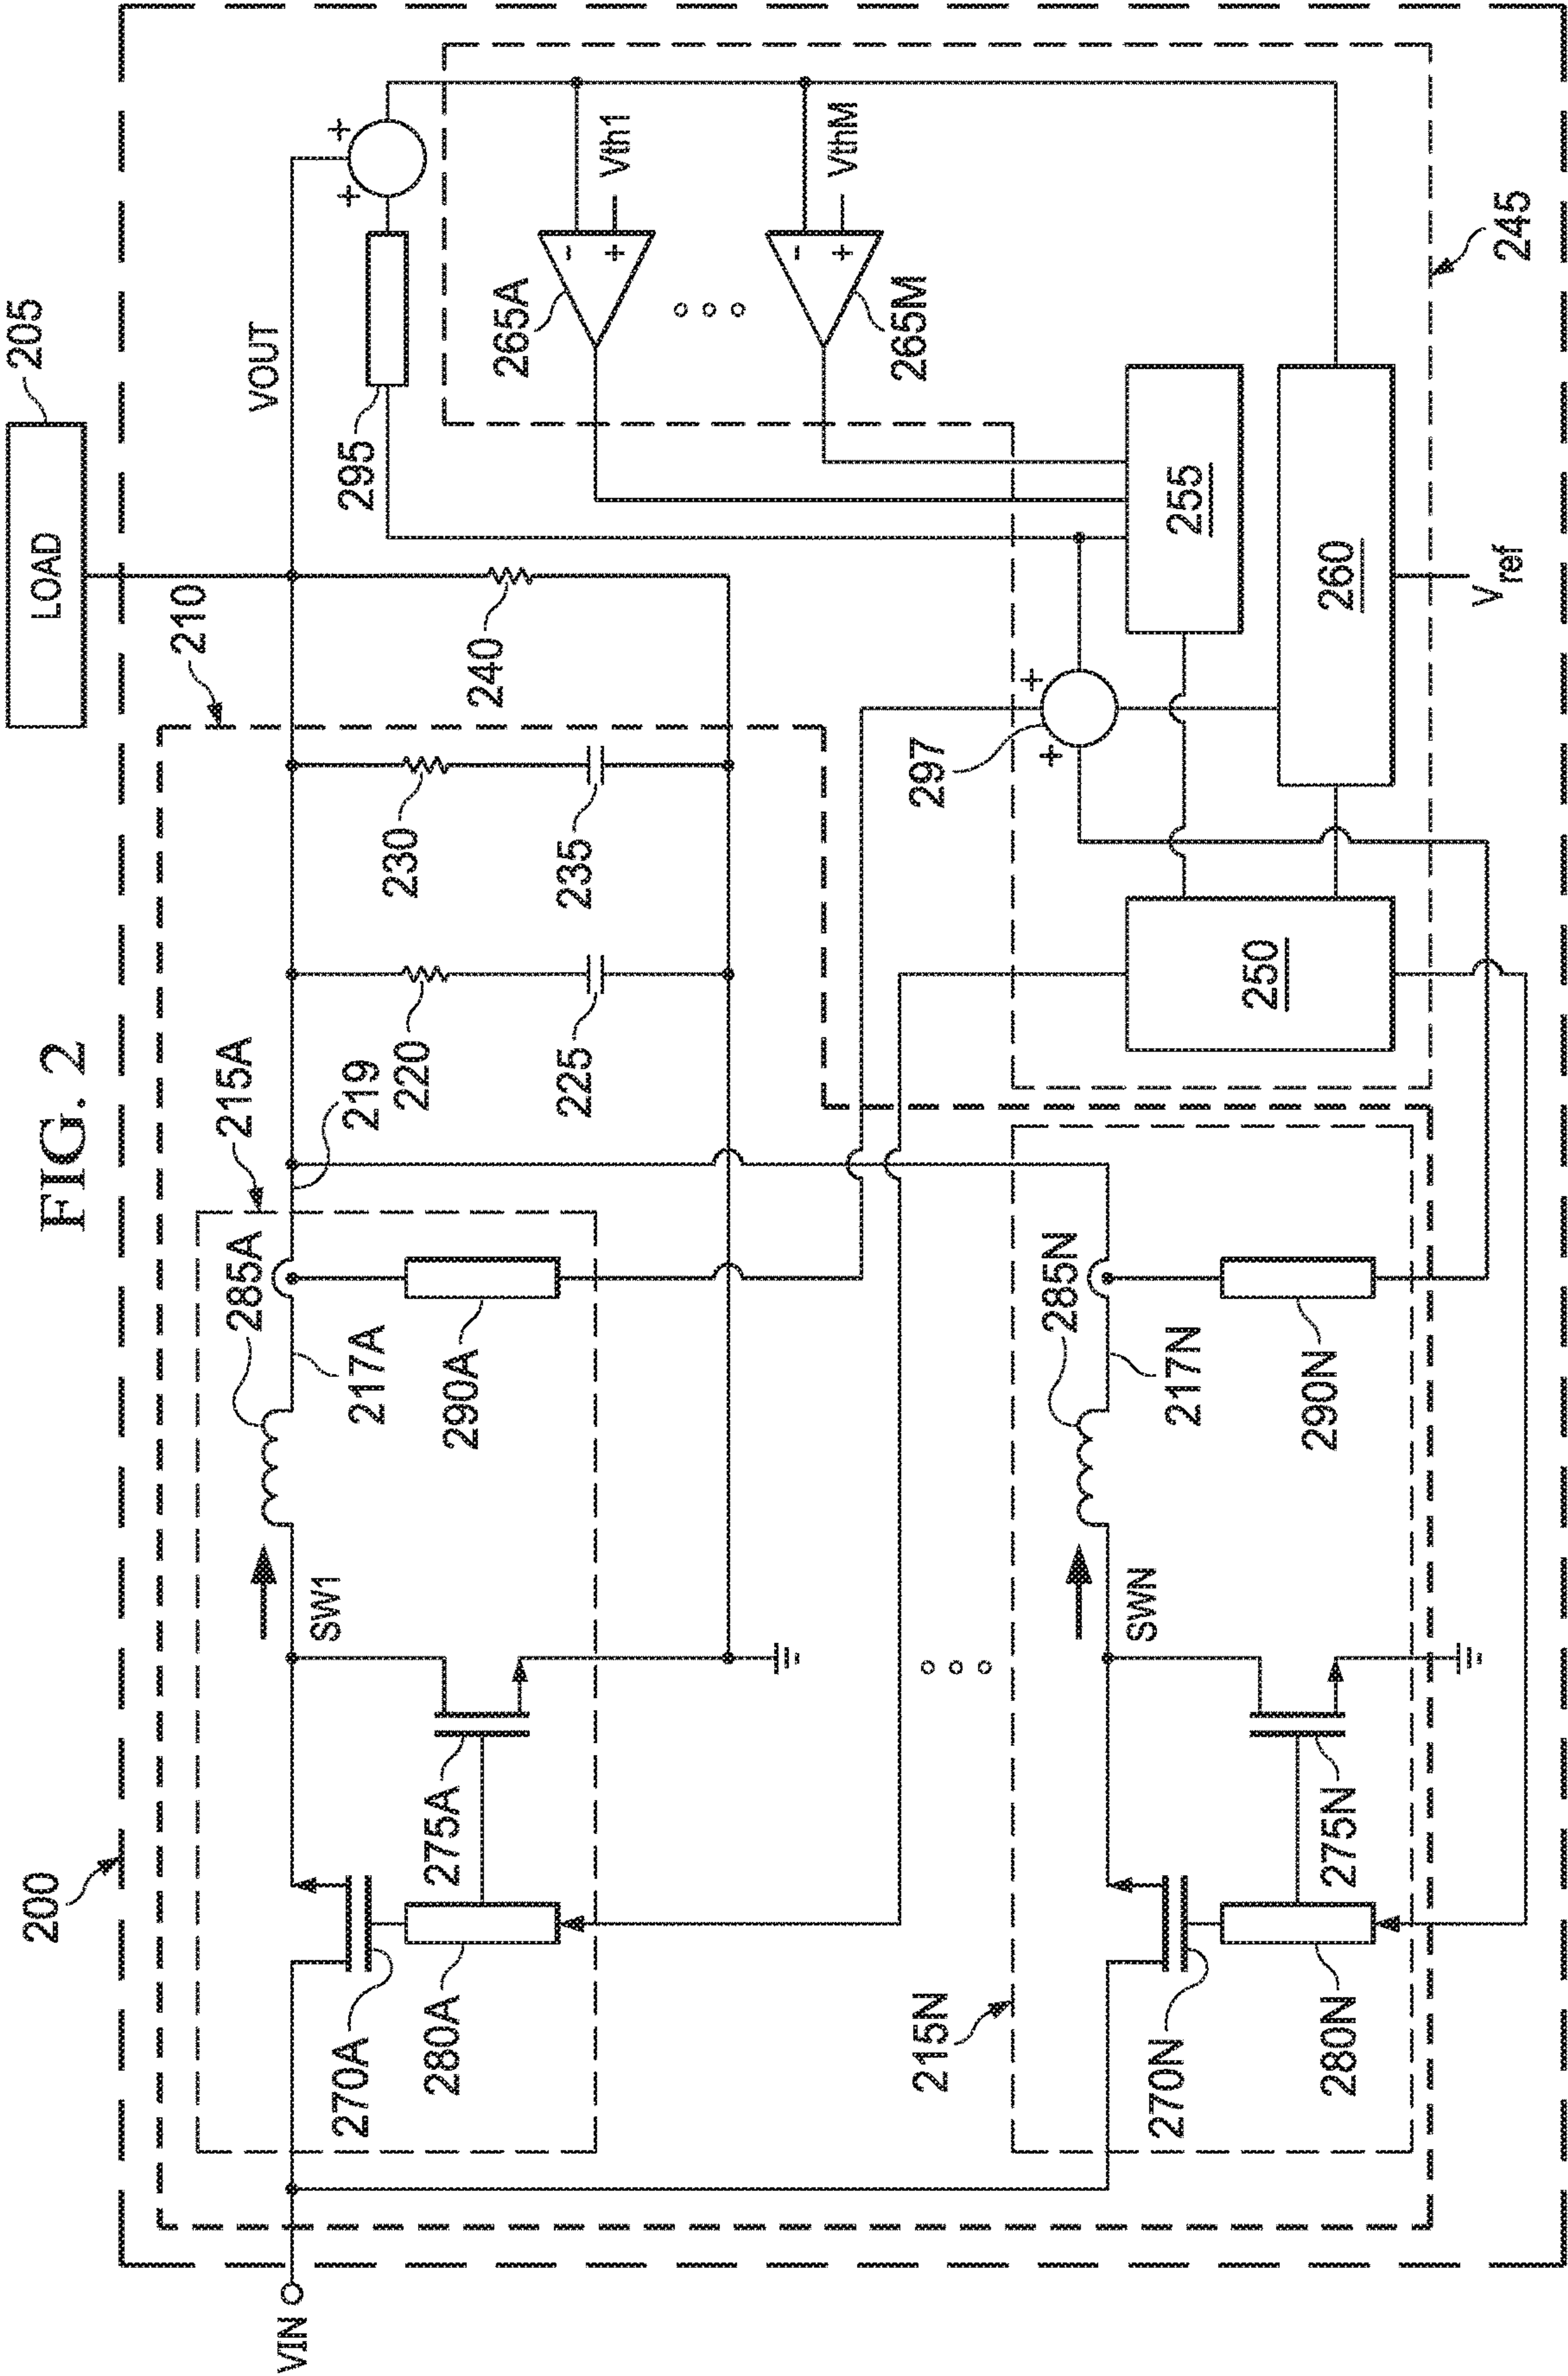 FIG. 2
200
LOAD
205
210
VIN
VOUT
215A
285A
SW1
217A
219
270A
280A
275A
290A
220
225
230
235
240
295
+
+
265A
-
+
Vth1
265M
-
+
VthM
215N
285N
SWN
217N
270N
280N
275N
290N
297
+
+
250
255
260
Vref
245